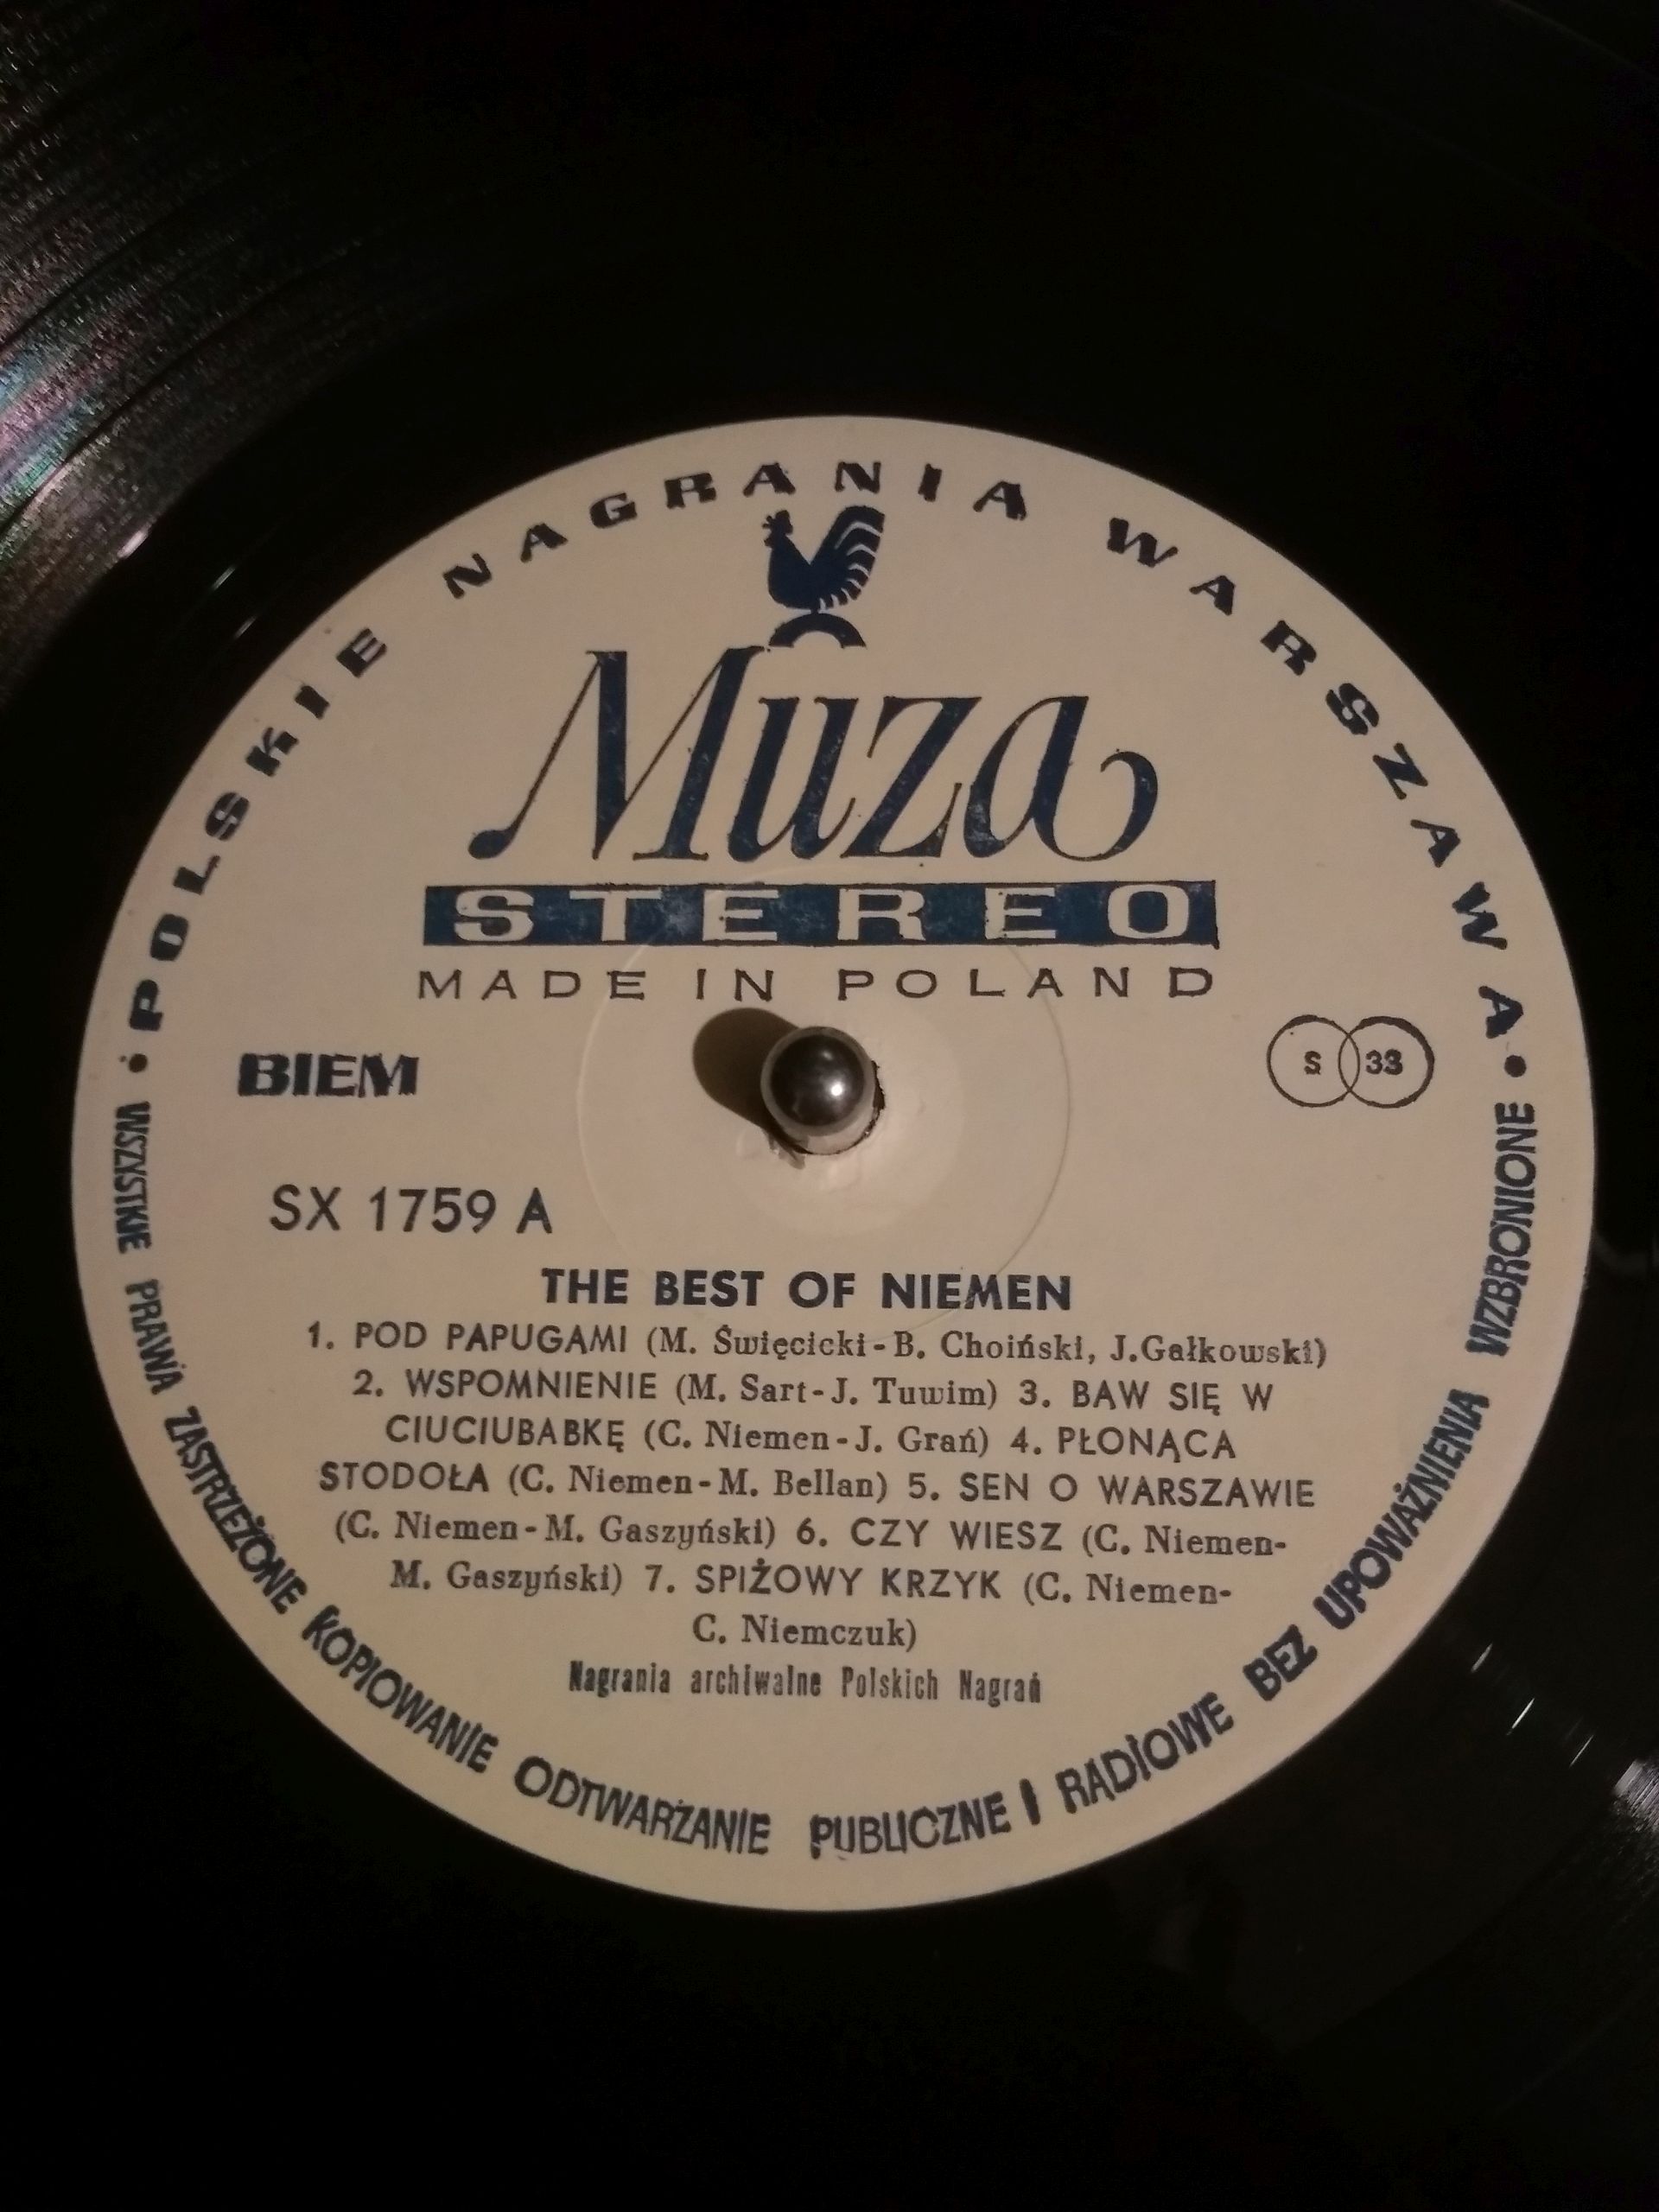 POLSKIE NAGRANIA WARSZAWA
Muza
STEREO
MADE IN POLAND
BIEM
S 33
SX 1759 A
THE BEST OF NIEMEN
1. POD PAPUGAMI (M. Święcicki-B. Choiński, J.Gałkowski)
2. WSPOMNIENIE (M. Sart-J. Tuwim) 3. BAW SIĘ W
CIUCIUBABKĘ (C. Niemen-J. Grań) 4. PŁONĄCA
STODOŁA (C. Niemen-M. Bellan) 5. SEN O WARSZAWIE
(C. Niemen-M. Gaszyński) 6. CZY WIESZ (C. Niemen-
M. Gaszyński) 7. SPIŻOWY KRZYK (C. Niemen-
C. Niemczuk)
Nagrania archiwalne Polskich Nagrań
WSZYSTKIE PRAWA ZASTRZEŻONE KOPIOWANIE ODTWARZANIE PUBLICZNE I RADIOWE BEZ UPOWAŻNIENIA WZBRONIONE